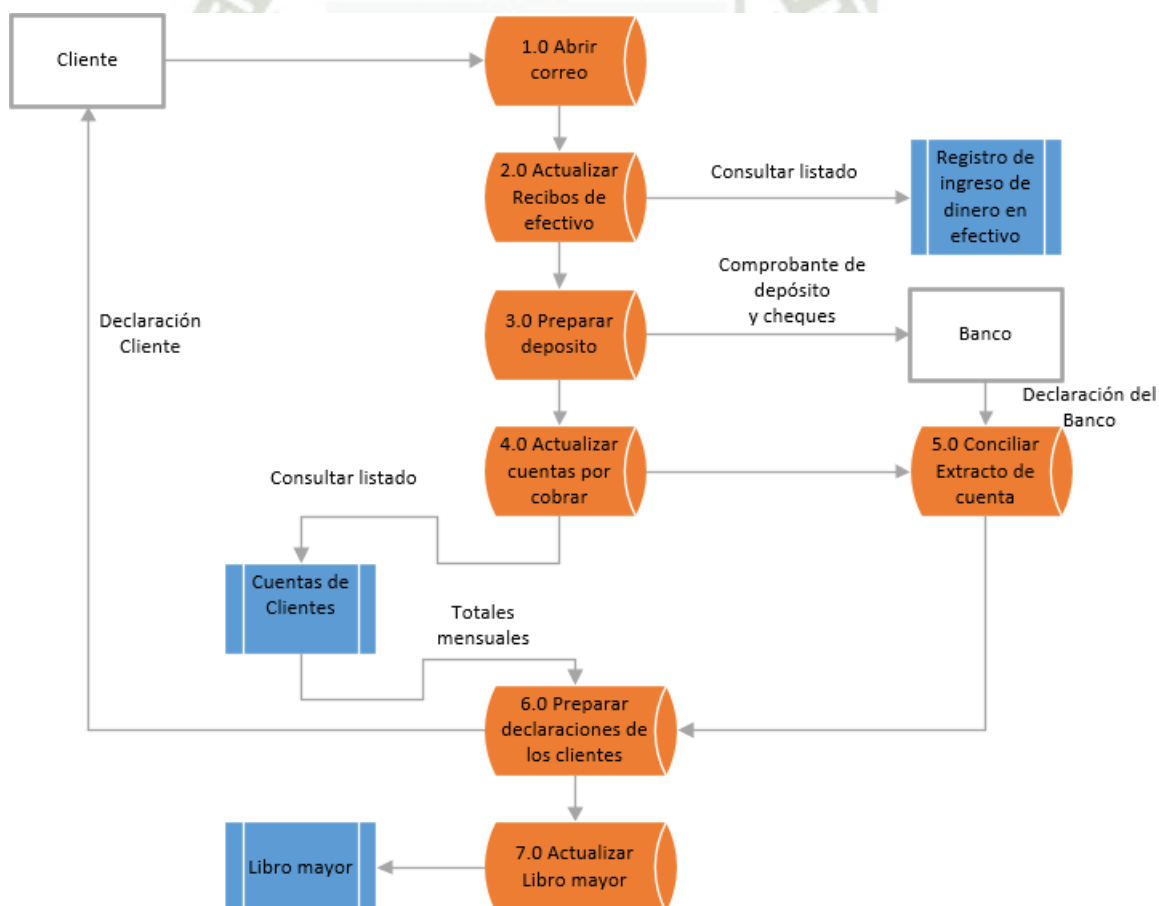 Cliente
1.0 Abrir
correo
2.0 Actualizar
Recibos de
efectivo
Consultar listado
Registro de
ingreso de
dinero en
efectivo
3.0 Preparar
deposito
Comprobante de
depósito
y cheques
Banco
Declaración
Cliente
Declaración del
Banco
4.0 Actualizar
cuentas por
cobrar
5.0 Conciliar
Extracto de
cuenta
Consultar listado
Cuentas de
Clientes
Totales
mensuales
6.0 Preparar
declaraciones de
los clientes
Libro mayor
7.0 Actualizar
Libro mayor